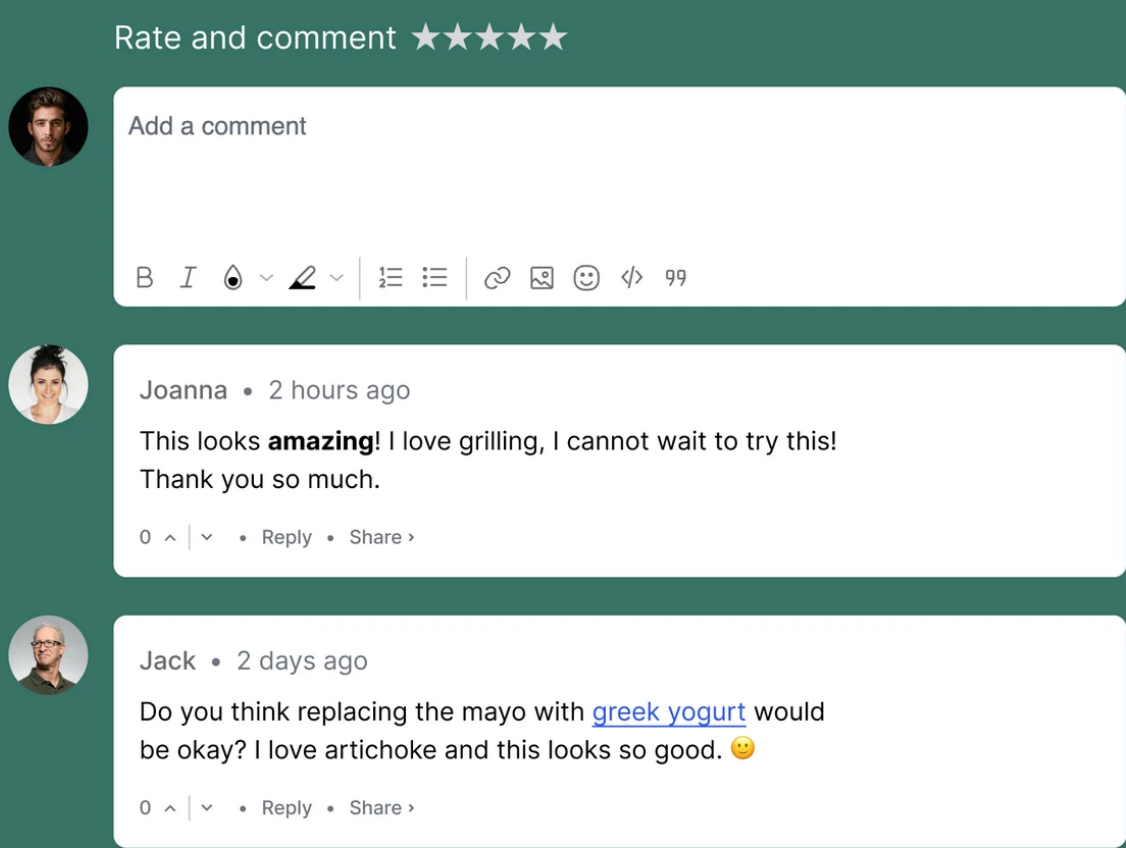 Rate and comment ★★★★★
Add a comment
B I </> 99
Joanna • 2 hours ago
This looks amazing! I love grilling, I cannot wait to try this!
Thank you so much.
0 • Reply • Share ›
Jack • 2 days ago
Do you think replacing the mayo with greek yogurt would
be okay? I love artichoke and this looks so good. 🙂
0 • Reply • Share ›